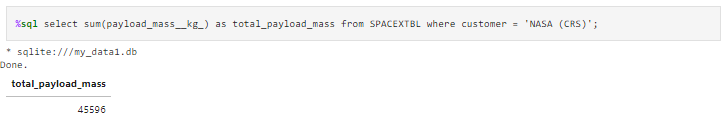 %sql select sum(payload_mass__kg_) as total_payload_mass from SPACEXTBL where customer = 'NASA (CRS)';
* sqlite:///my_data1.db
Done.
total_payload_mass
45596